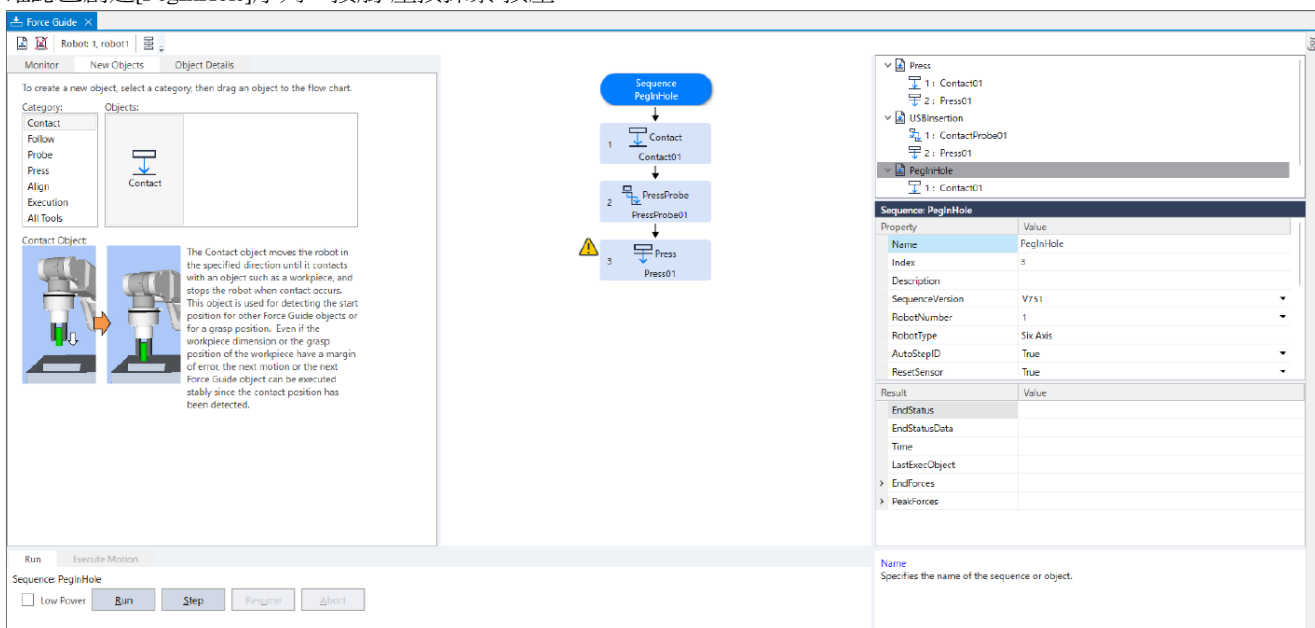 Force Guide
Robot: 1, robot1
Monitor New Objects Object Details
To create a new object, select a category, then drag an object to the flow chart.
Category: Objects:
Contact
Follow
Probe
Press
Align
Execution
All Tools
Contact
Contact Object:
The Contact object moves the robot in
the specified direction until it contacts
with an object such as a workpiece, and
stops the robot when contact occurs.
This object is used for detecting the start
position for other Force Guide objects or
for a grasp position. Even if the
workpiece dimension or the grasp
position of the workpiece have a margin
of error, the next motion or the next
Force Guide object can be executed
stably since the contact position has
been detected.
Sequence
PegInHole
1 Contact
Contact01
2 PressProbe
PressProbe01
3 Press
Press01
Press
1 : Contact01
2 : Press01
USBInsertion
1 : ContactProbe01
2 : Press01
PegInHole
1 : Contact01
Sequence: PegInHole
Property Value
Name PegInHole
Index 3
Description
SequenceVersion V751
RobotNumber 1
RobotType Six Axis
AutoStepID True
ResetSensor True
Result Value
EndStatus
EndStatusData
Time
LastExecObject
EndForces
PeakForces
Run Execute Motion
Sequence: PegInHole
Low Power Run Step Resume Abort
Name
Specifies the name of the sequence or object.